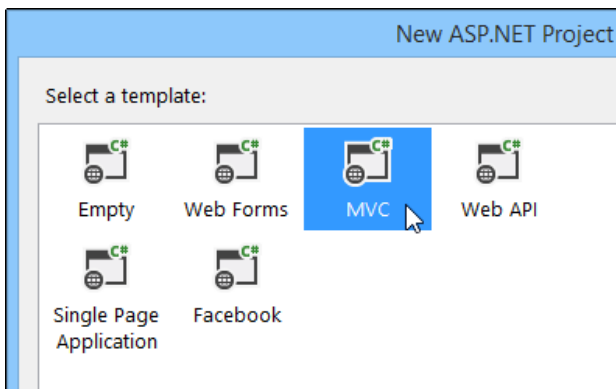 New ASP.NET Project
Select a template:
C# C# C# C#
Empty Web Forms MVC Web API
C# C#
Single Page Facebook
Application